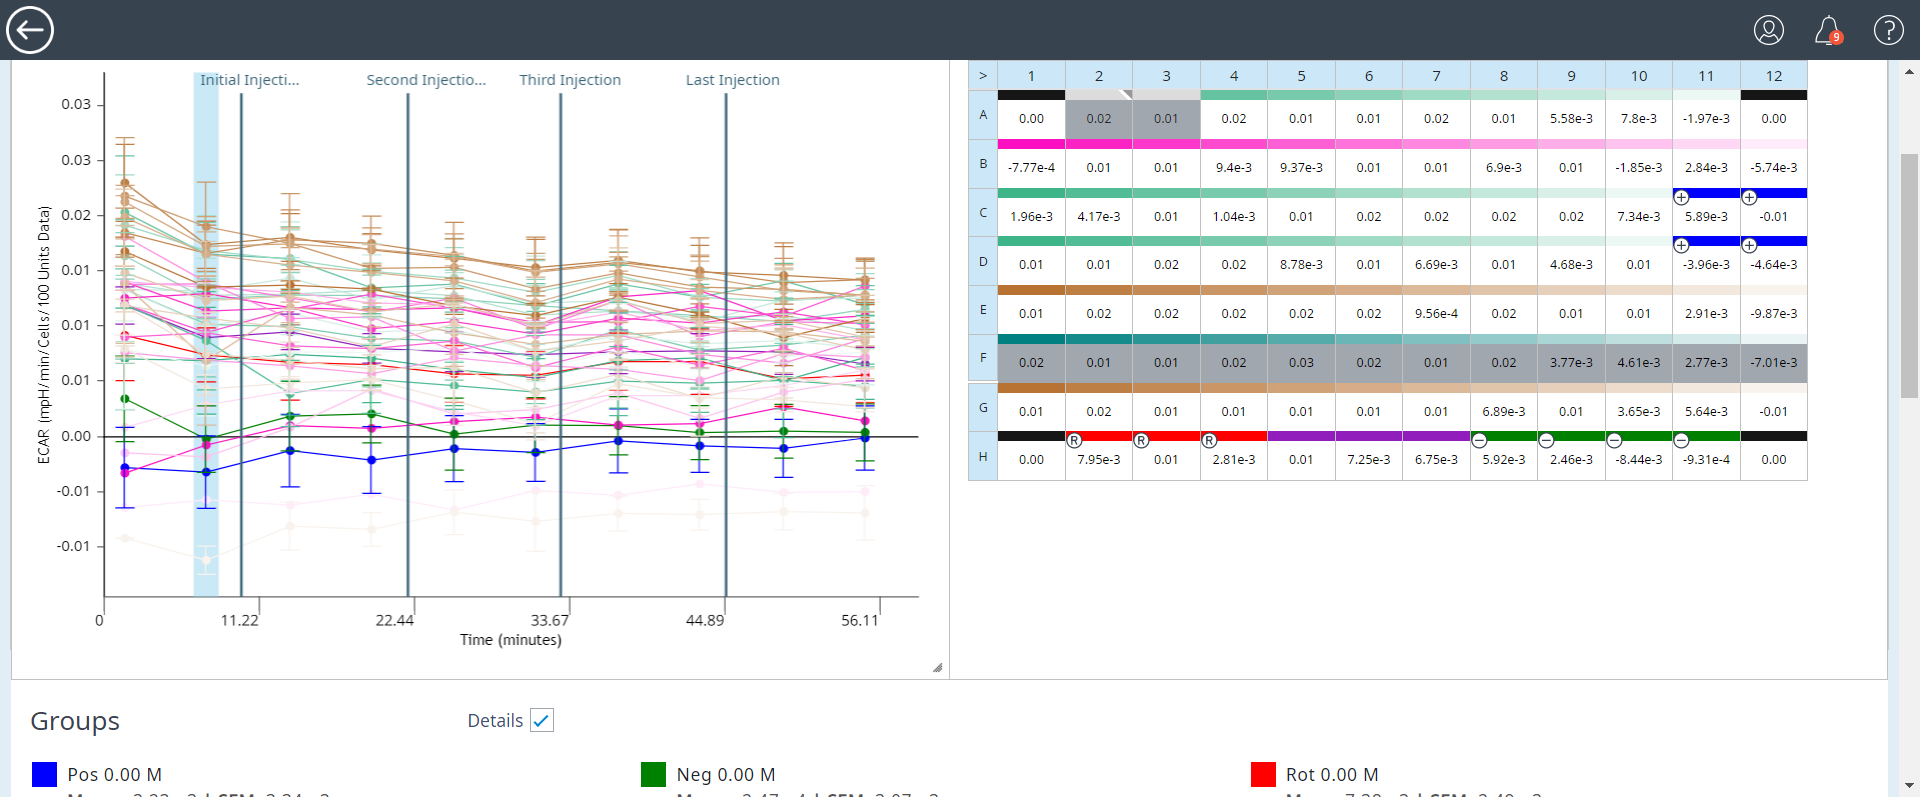 9
?
Initial Injecti...
Second Injectio...
Third Injection
Last Injection
0.03
0.03
0.02
0.01
0.01
0.01
0.00
-0.01
-0.01
ECAR (mpH/min/Cells/100 Units Data)
0 11.22 22.44 33.67 44.89 56.11
Time (minutes)
> 1 2 3 4 5 6 7 8 9 10 11 12
A 0.00 0.02 0.01 0.02 0.01 0.01 0.02 0.01 5.58e-3 7.8e-3 -1.97e-3 0.00
B -7.77e-4 0.01 0.01 9.4e-3 9.37e-3 0.01 0.01 6.9e-3 0.01 -1.85e-3 2.84e-3 -5.74e-3
+ +
C 1.96e-3 4.17e-3 0.01 1.04e-3 0.01 0.02 0.02 0.02 0.02 7.34e-3 5.89e-3 -0.01
+ +
D 0.01 0.01 0.02 0.02 8.78e-3 0.01 6.69e-3 0.01 4.68e-3 0.01 -3.96e-3 -4.64e-3
E 0.01 0.02 0.02 0.02 0.02 0.02 9.56e-4 0.02 0.01 0.01 2.91e-3 -9.87e-3
F 0.02 0.01 0.01 0.02 0.03 0.02 0.01 0.02 3.77e-3 4.61e-3 2.77e-3 -7.01e-3
G 0.01 0.02 0.01 0.01 0.01 0.01 0.01 6.89e-3 0.01 3.65e-3 5.64e-3 -0.01
R R R − − − −
H 0.00 7.95e-3 0.01 2.81e-3 0.01 7.25e-3 6.75e-3 5.92e-3 2.46e-3 -8.44e-3 -9.31e-4 0.00
Groups
Details
Pos 0.00 M
Neg 0.00 M
Rot 0.00 M